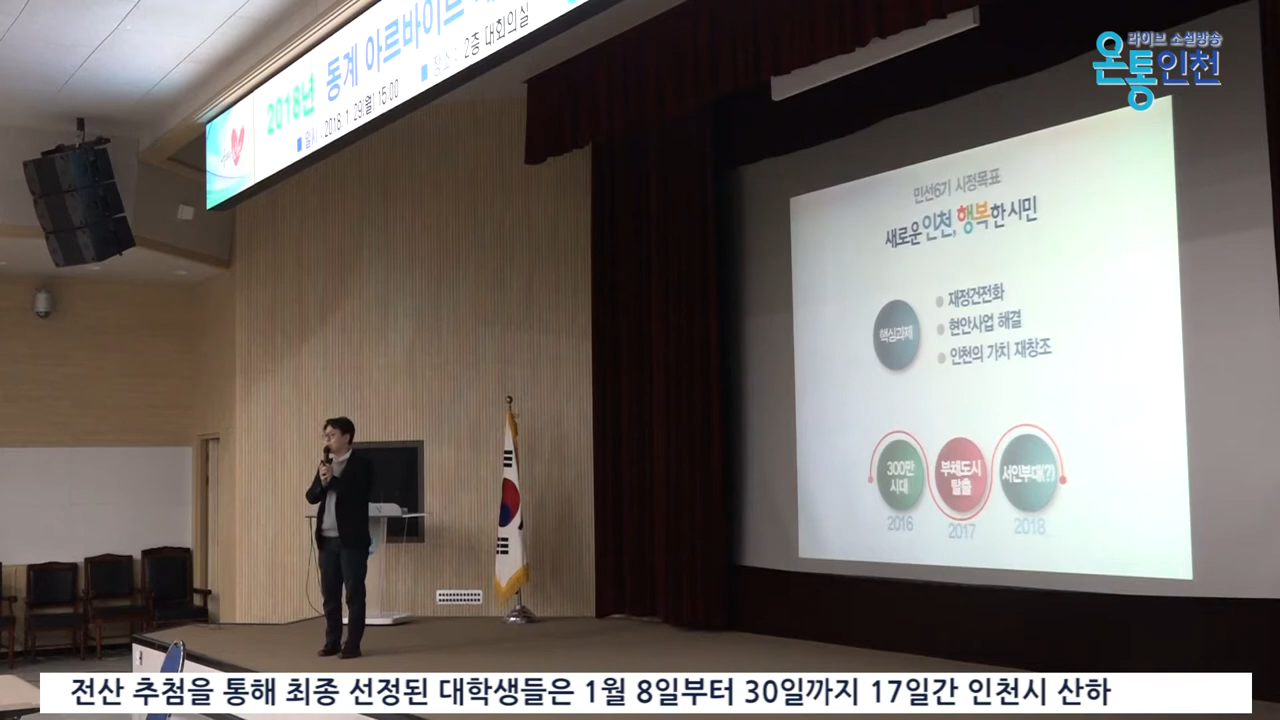 라이브 소셜방송
온통인천
2018년 동계 아르바이트
일시 : 2018. 1. 29(월) 15:00
장소 : 2층 대회의실
민선6기 시정목표
새로운 인천, 행복한 시민
핵심과제
재정건전화
현안사업 해결
인천의 가치 재창조
300만
시대
2016
부채도시
탈출
2017
서인부대(?)
2018
전산 추첨을 통해 최종 선정된 대학생들은 1월 8일부터 30일까지 17일간 인천시 산하